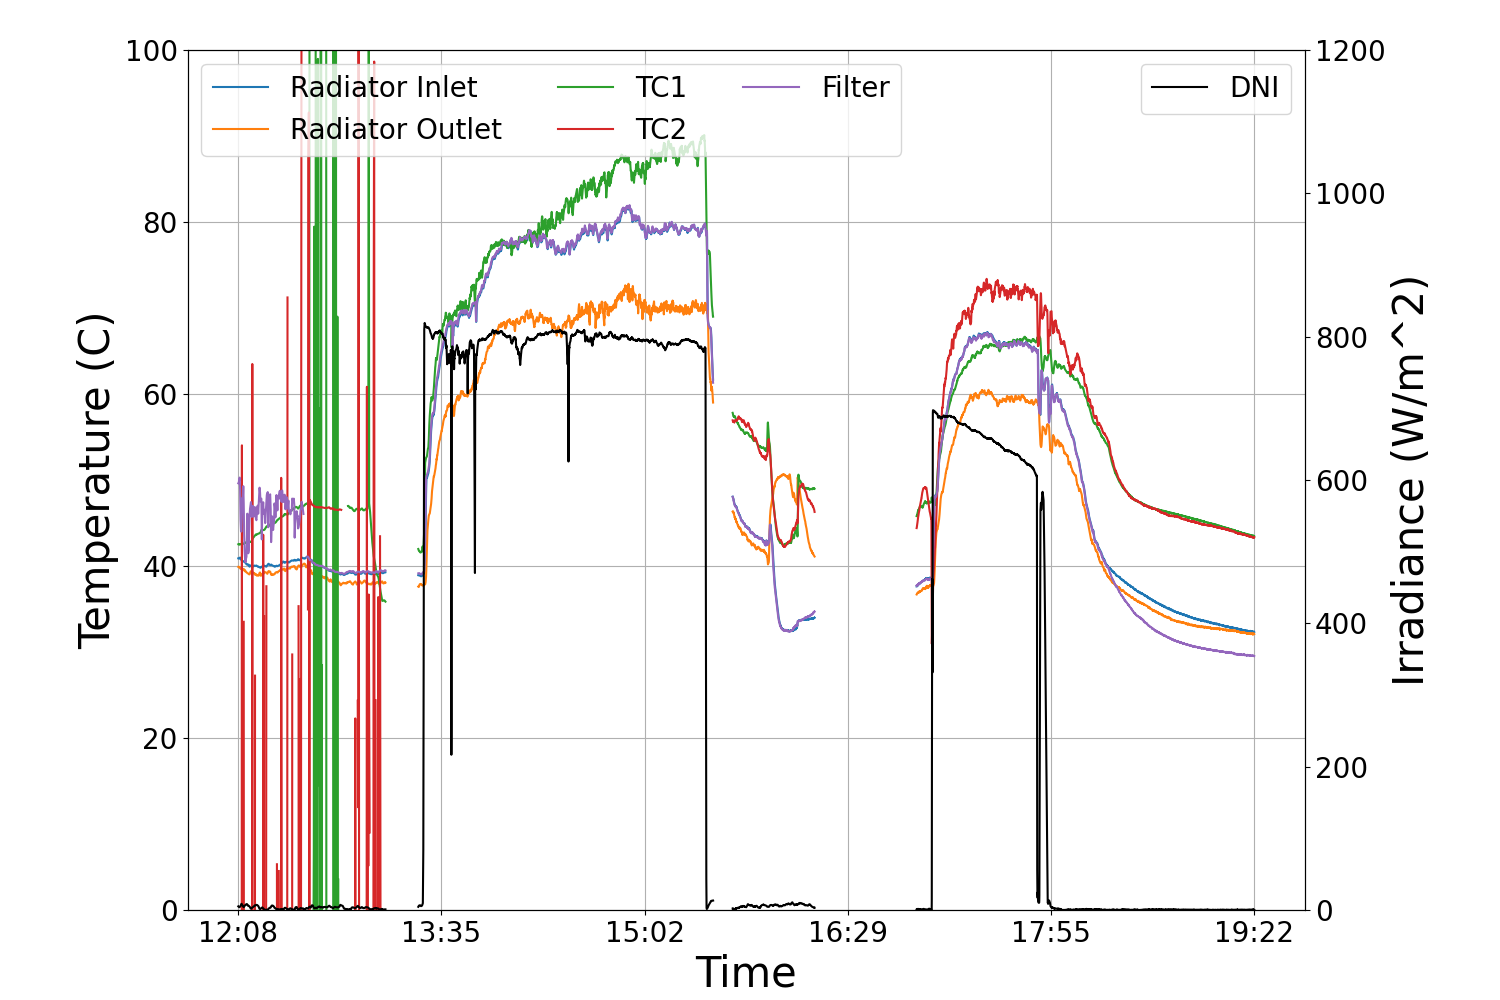 Radiator Inlet TC1 Filter DNI
Radiator Outlet TC2
100
80
60
40
20
0
Temperature (C)
1200
1000
800
600
400
200
0
Irradiance (W/m^2)
12:08 13:35 15:02 16:29 17:55 19:22
Time